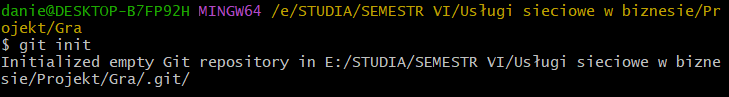 danie@DESKTOP-B7FP92H MINGW64 /e/STUDIA/SEMESTR VI/Usługi sieciowe w biznesie/Pr
ojekt/Gra
$ git init
Initialized empty Git repository in E:/STUDIA/SEMESTR VI/Usługi sieciowe w bizne
sie/Projekt/Gra/.git/